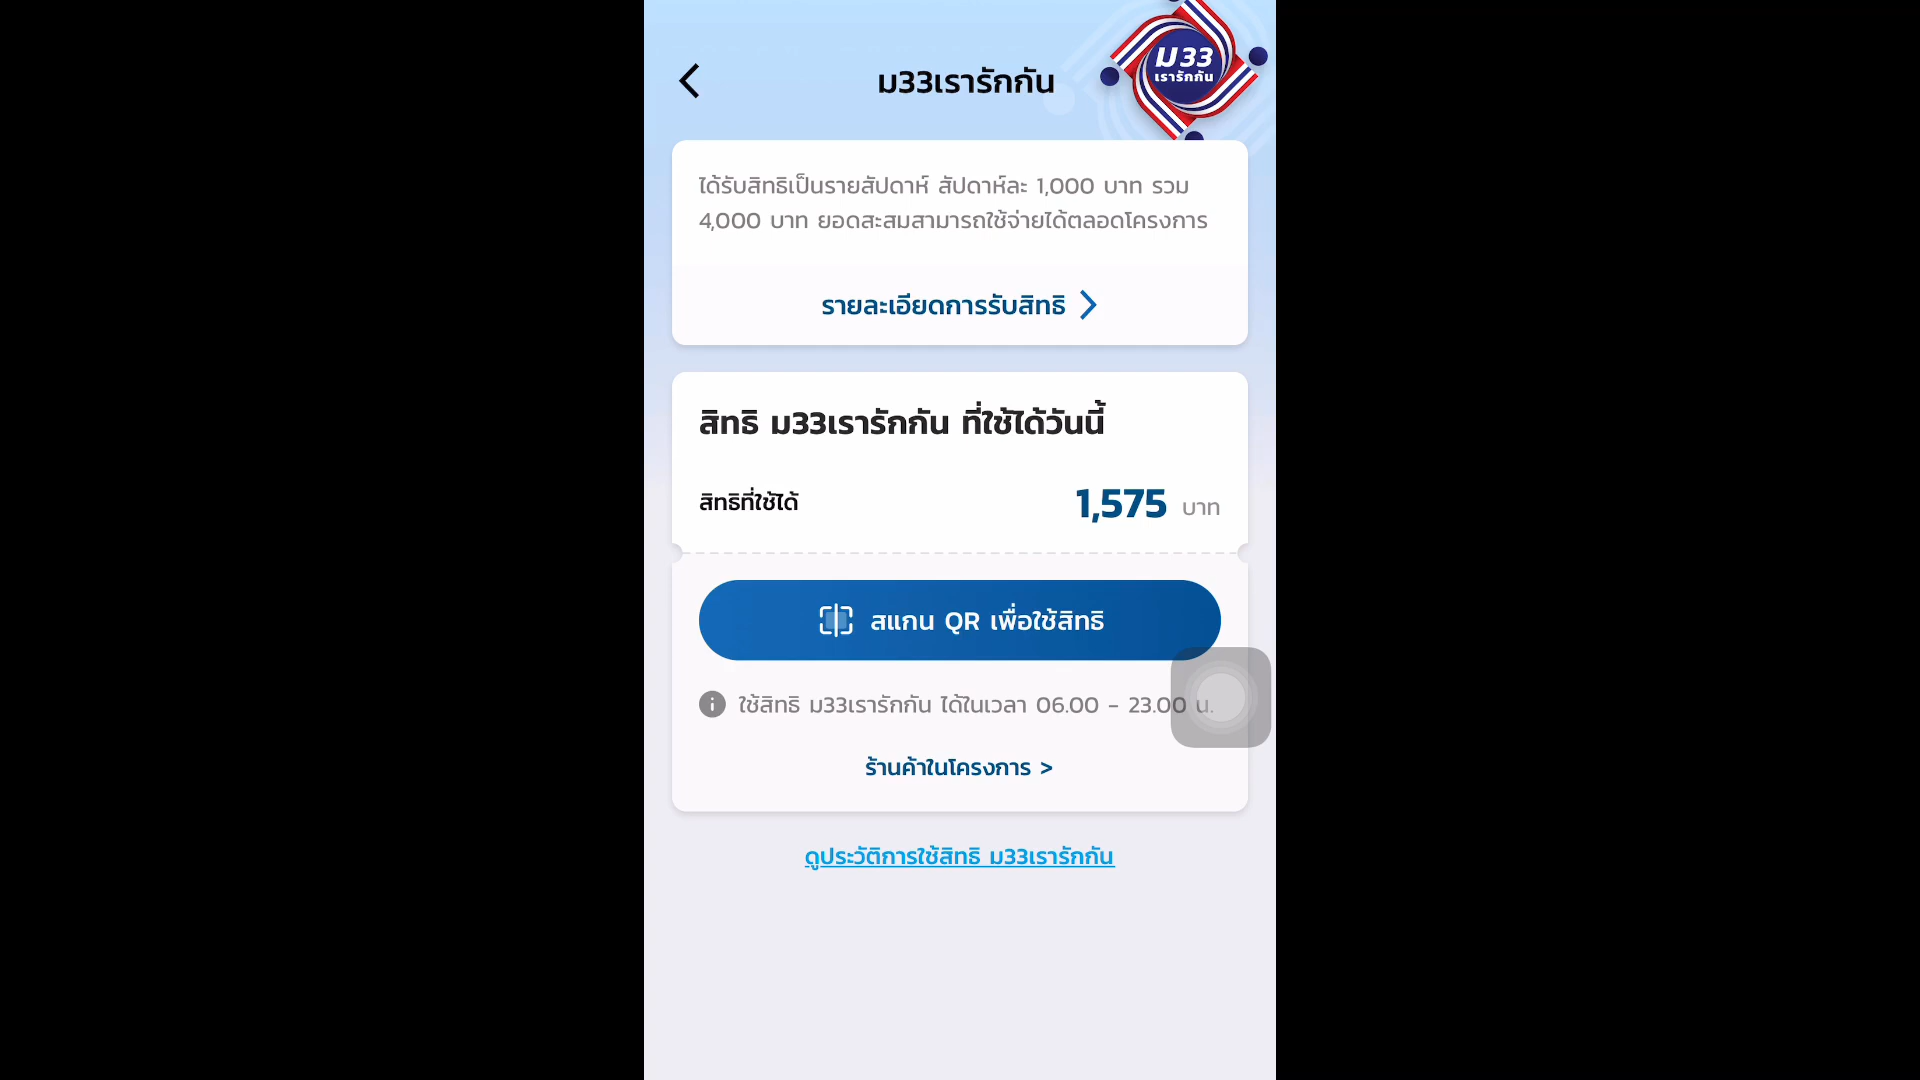 ม33เรารักกัน
ม33
เรารักกัน
ได้รับสิทธิเป็นรายสัปดาห์ สัปดาห์ละ 1,000 บาท รวม
4,000 บาท ยอดสะสมสามารถใช้จ่ายได้ตลอดโครงการ
รายละเอียดการรับสิทธิ
สิทธิ ม33เรารักกัน ที่ใช้ได้วันนี้
สิทธิที่ใช้ได้ 1,575 บาท
สแกน QR เพื่อใช้สิทธิ
ใช้สิทธิ ม33เรารักกัน ได้ในเวลา 06.00 - 23.00 น.
ร้านค้าในโครงการ >
ดูประวัติการใช้สิทธิ ม33เรารักกัน